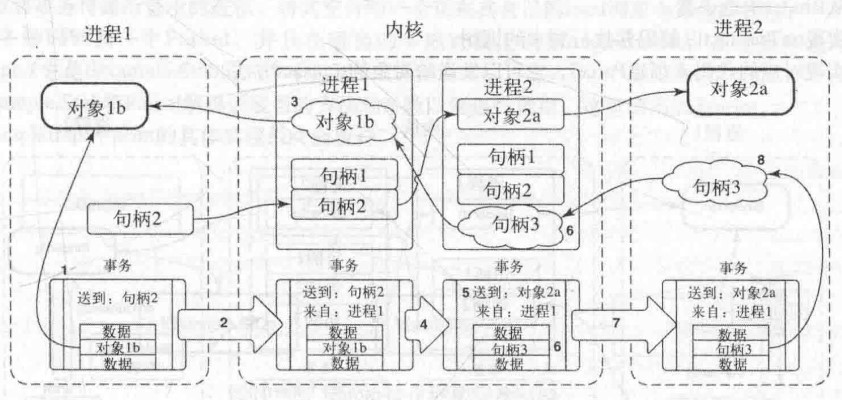 进程1
内核
进程2
对象1b
句柄2
1
事务
送到：句柄2
数据
对象1b
数据
2
进程1
3
对象1b
句柄1
句柄2
事务
送到：句柄2
来自：进程1
数据
对象1b
数据
4
进程2
对象2a
句柄1
句柄2
句柄3
6
事务
5 送到：对象2a
来自：进程1
数据
句柄3
6
数据
7
对象2a
8
句柄3
事务
送到：对象2a
来自：进程1
数据
句柄3
数据